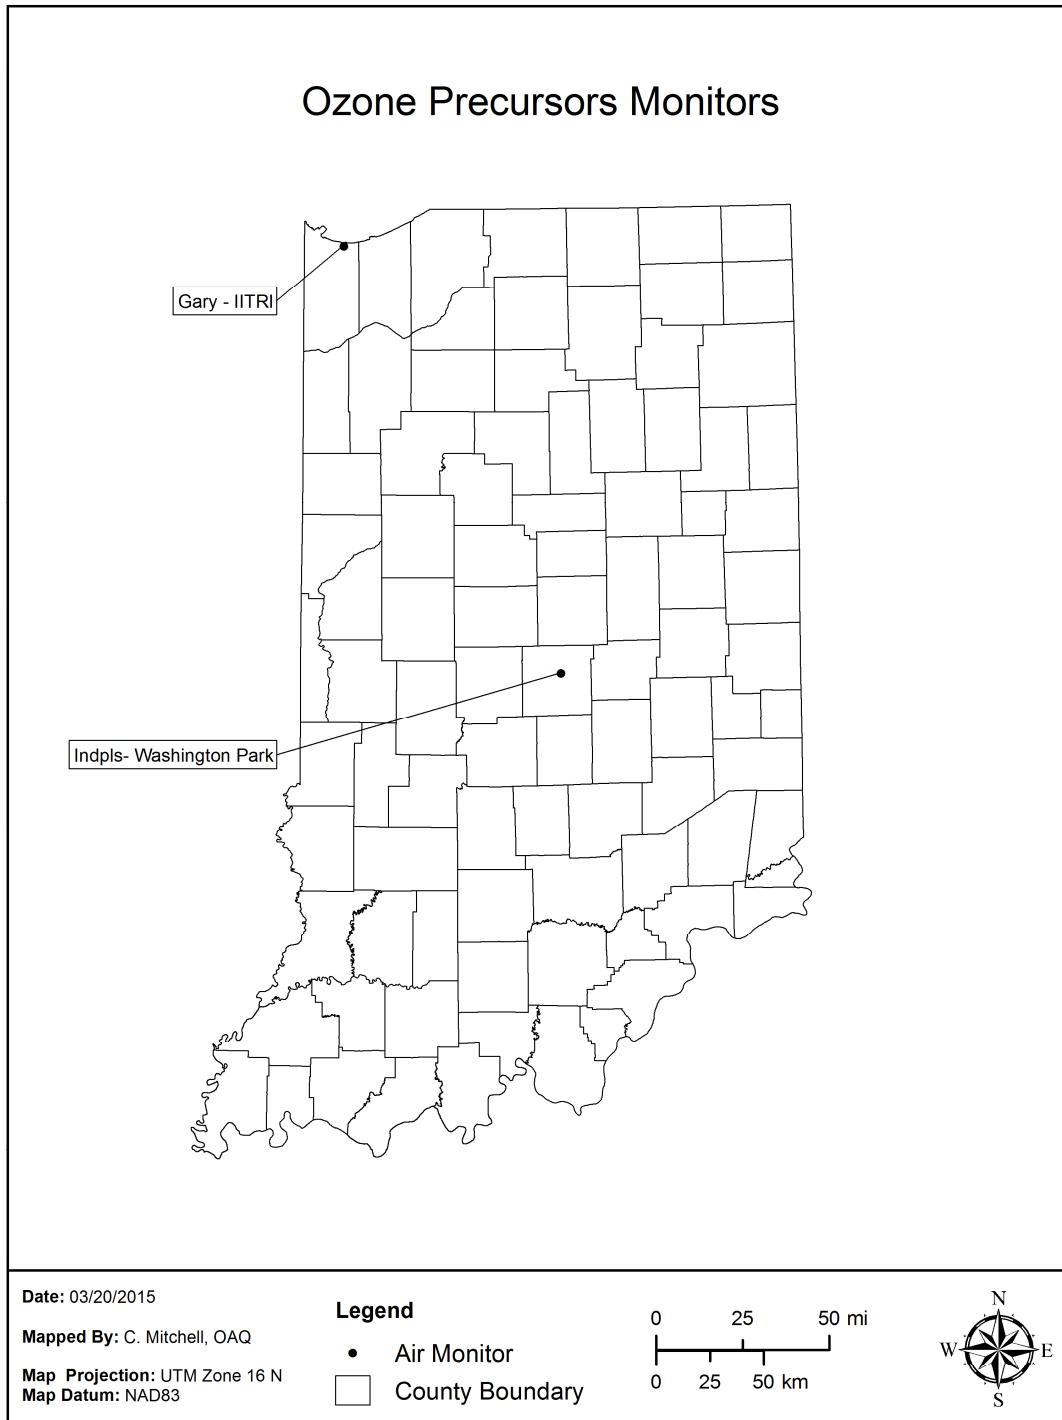 Ozone Precursors Monitors
Gary - IITRI
Indpls- Washington Park
Date: 03/20/2015
Mapped By: C. Mitchell, OAQ
Map Projection: UTM Zone 16 N
Map Datum: NAD83
Legend
Air Monitor
County Boundary
0 25 50 mi
0 25 50 km
N
W E
S